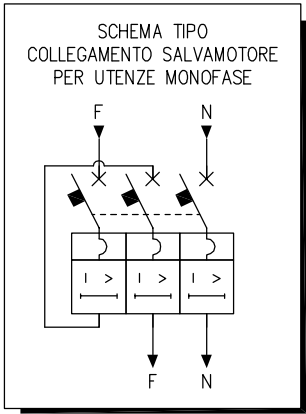 SCHEMA TIPO
COLLEGAMENTO SALVAMOTORE
PER UTENZE MONOFASE
F N
I > I > I >
F N